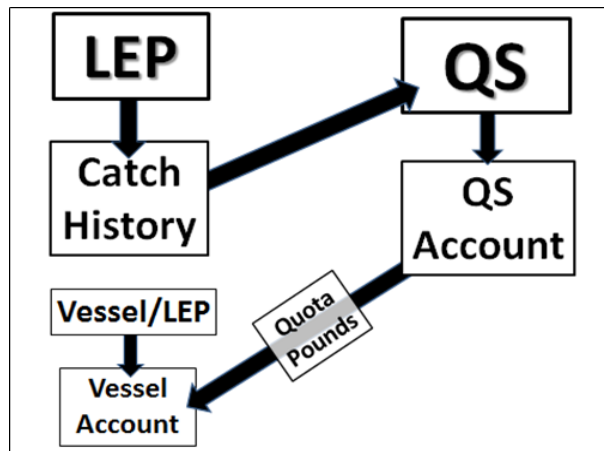 LEP
QS
Catch
History
QS
Account
Vessel/LEP
Quota
Pounds
Vessel
Account